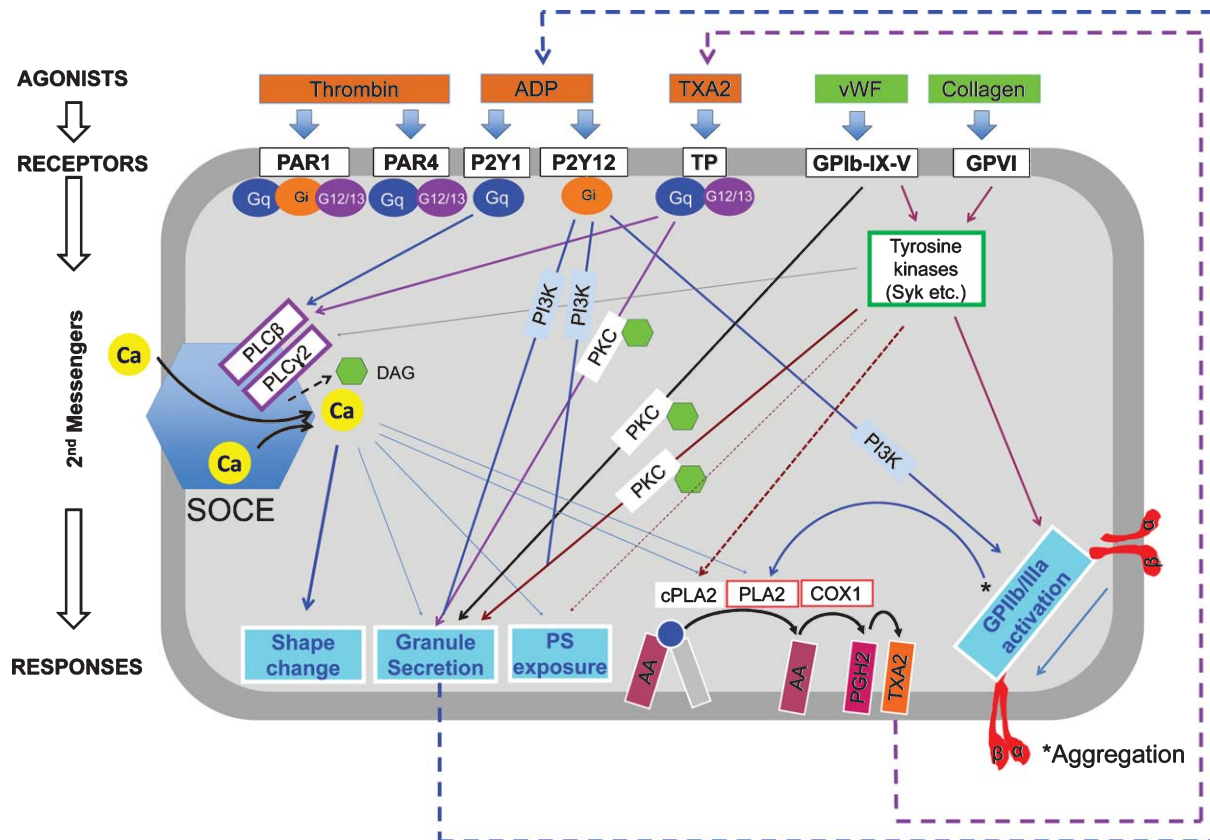 AGONISTS
Thrombin
ADP
TXA2
vWF
Collagen
RECEPTORS
PAR1
PAR4
P2Y1
P2Y12
TP
GPIb-IX-V
GPVI
Gq
Gi
G12/13
Gq
G12/13
Gq
Gi
Gq
G12/13
Tyrosine
kinases
(Syk etc.)
2nd Messengers
PI3K
PI3K
PKC
PKC
PKC
PI3K
PLCβ
PLCγ2
DAG
Ca
Ca
Ca
SOCE
α
β
cPLA2
PLA2
COX1
*
GPIIb/IIIa
activation
RESPONSES
Shape
change
Granule
Secretion
PS
exposure
AA
AA
PGH2
TXA2
β
α
*Aggregation